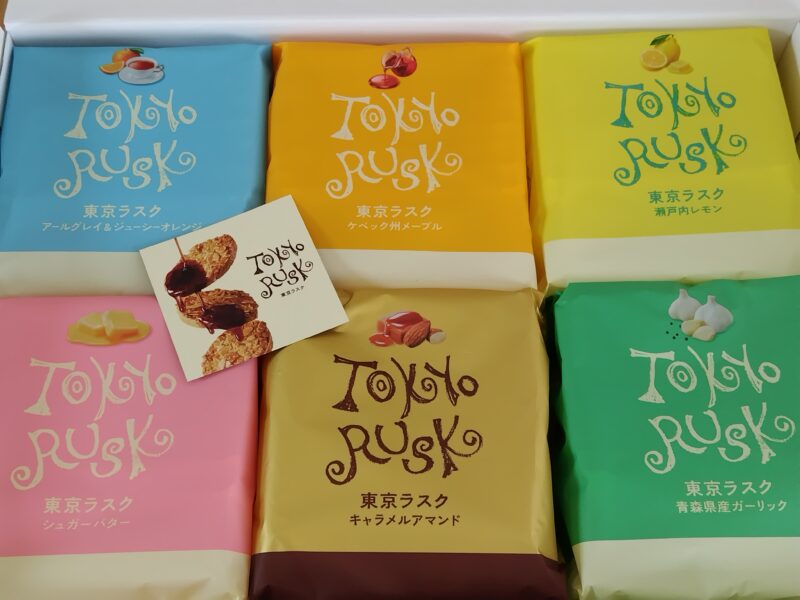 TOKYO
RUSK
東京ラスク
アールグレイ&ジューシーオレンジ
TOKYO
RUSK
東京ラスク
ケベック州メープル
TOKYO
RUSK
東京ラスク
瀬戸内レモン
TOKYO
RUSK
東京ラスク
TOKYO
RUSK
東京ラスク
シュガーバター
TOKYO
RUSK
東京ラスク
キャラメルアマンド
TOKYO
RUSK
東京ラスク
青森県産ガーリック